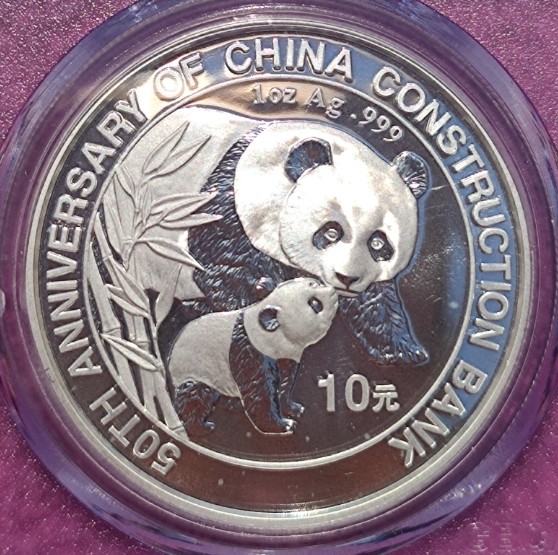 50TH ANNIVERSARY OF CHINA CONSTRUCTION BANK
1oz Ag .999
10元